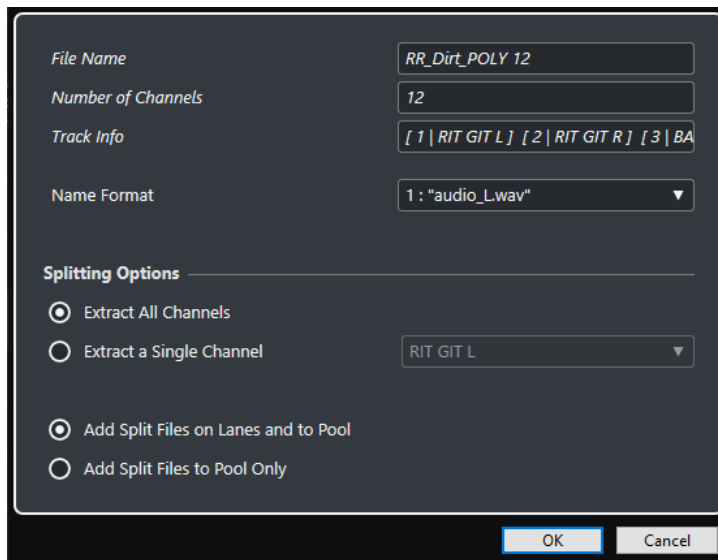 File Name RR_Dirt_POLY 12
Number of Channels 12
Track Info [ 1 | RIT GIT L ] [ 2 | RIT GIT R ] [ 3 | BA
Name Format 1 : "audio_L.wav"
Splitting Options
Extract All Channels
Extract a Single Channel RIT GIT L
Add Split Files on Lanes and to Pool
Add Split Files to Pool Only
OK Cancel